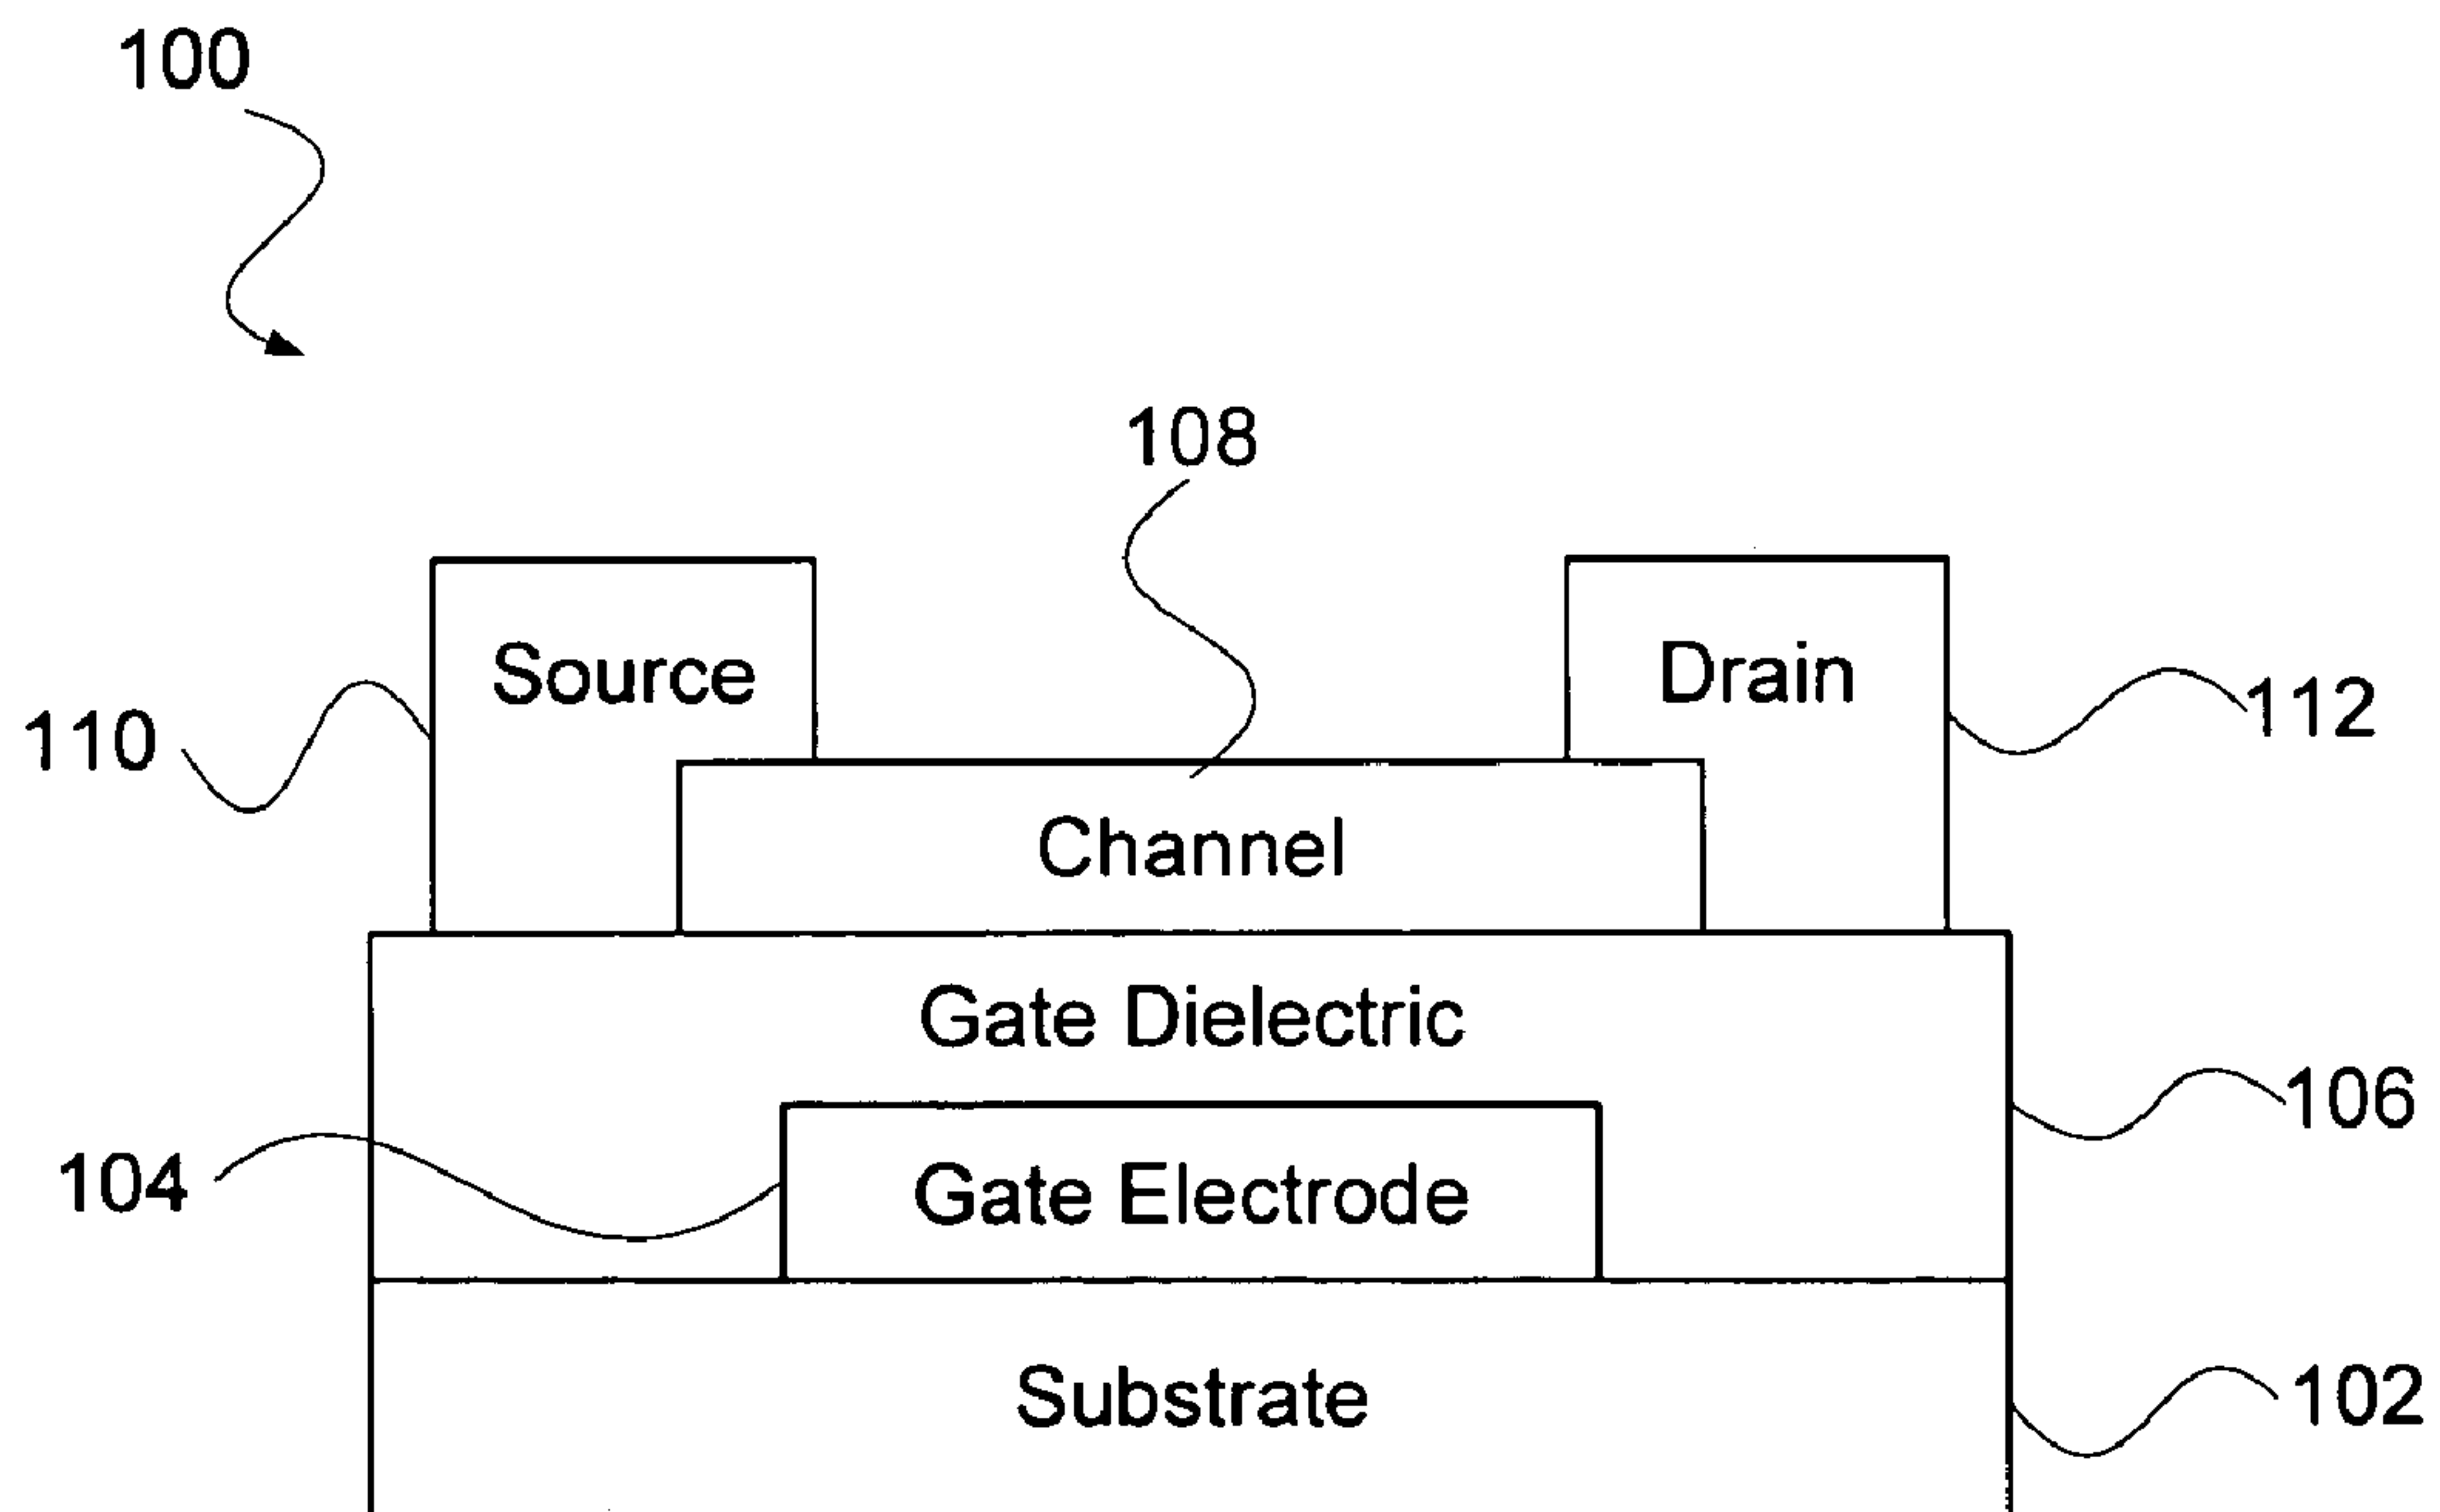 100
108
Source
Drain
110
112
Channel
Gate Dielectric
106
104
Gate Electrode
Substrate
102